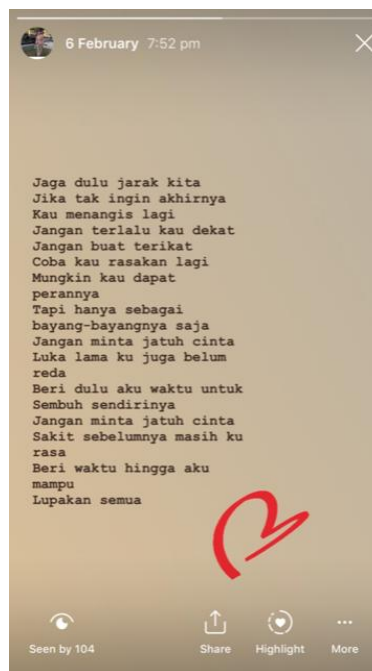 6 February 7:52 pm
Jaga dulu jarak kita
Jika tak ingin akhirnya
Kau menangis lagi
Jangan terlalu kau dekat
Jangan buat terikat
Coba kau rasakan lagi
Mungkin kau dapat
perannya
Tapi hanya sebagai
bayang-bayangnya saja
Jangan minta jatuh cinta
Luka lama ku juga belum
reda
Beri dulu aku waktu untuk
Sembuh sendirinya
Jangan minta jatuh cinta
Sakit sebelumnya masih ku
rasa
Beri waktu hingga aku
mampu
Lupakan semua
Seen by 104 Share Highlight More